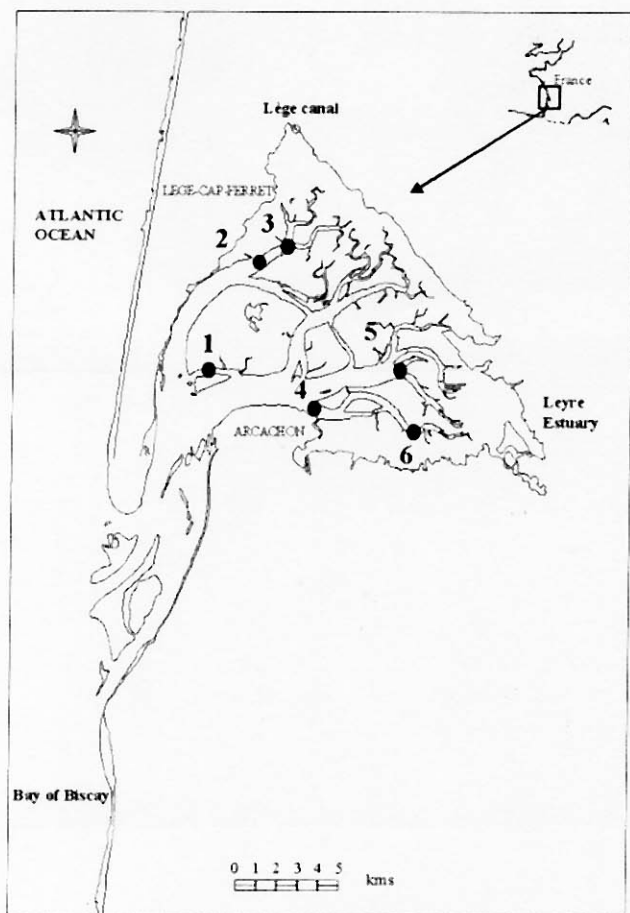 France
Lège canal
LEGE-CAP-FERRET
ATLANTIC
OCEAN
2
3
1
5
4
Leyre
Estuary
ARCACHON
6
Bay of Biscay
0 1 2 3 4 5
kms